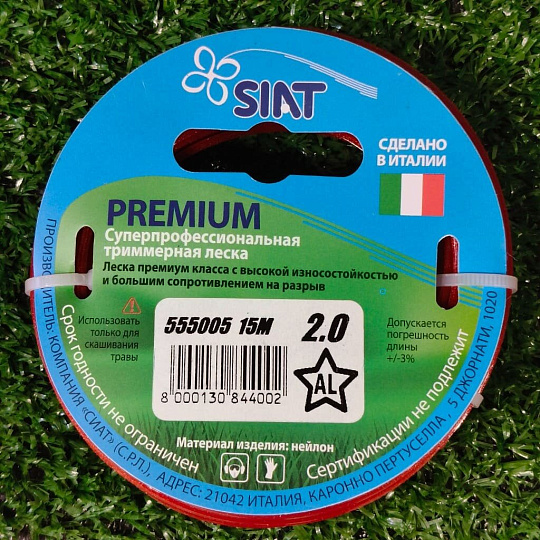 SIAT
СДЕЛАНО
В ИТАЛИИ
PREMIUM
Суперпрофессиональная
триммерная леска
Леска премиум класса с высокой износостойкостью
и большим сопротивлением на разрыв
Использовать
только для
скашивания
травы
555005 15M 2.0
AL
8 000130 844002
Допускается
погрешность
длины
+/-3%
Материал изделия: нейлон
Срок годности не ограничен
Сертификации не подлежит
ПРОИЗВОДИТЕЛЬ: КОМПАНИЯ «СИАТ» (С.Р.Л.), АДРЕС: 21042 ИТАЛИЯ, КАРОННО ПЕРТУСЕЛЛА, 5 ДЖОРНАТИ, 1020